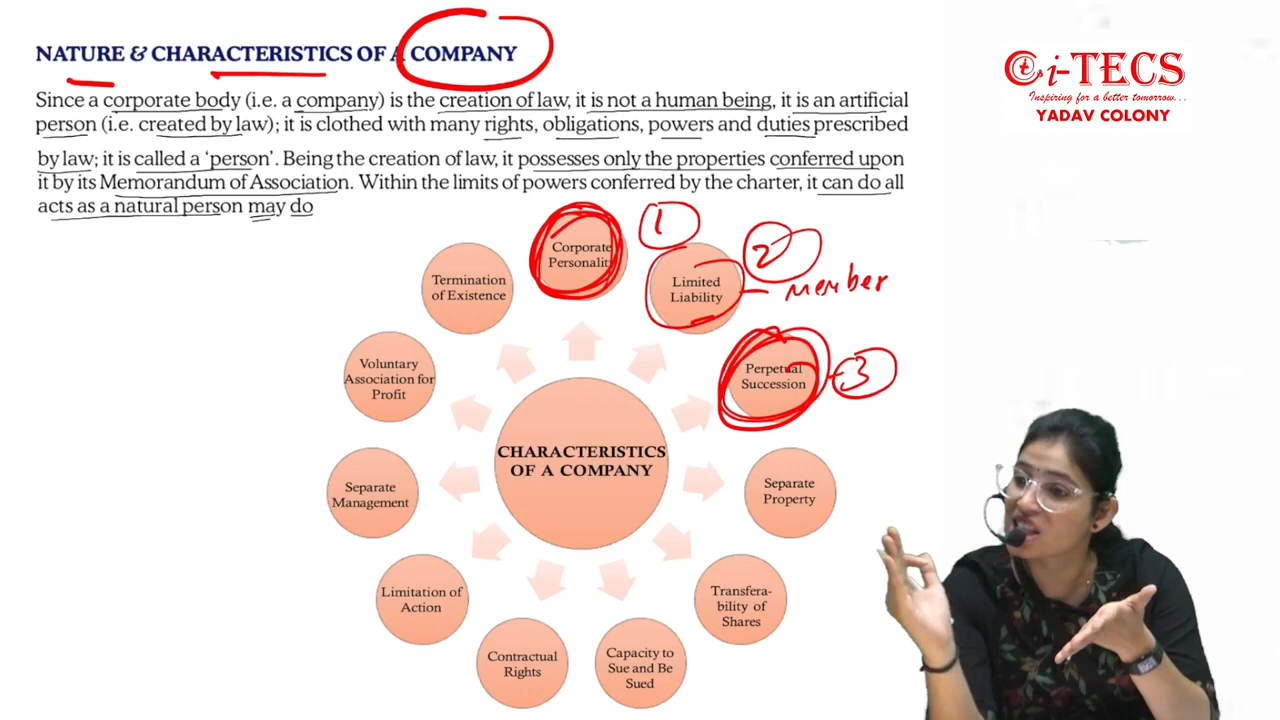 NATURE & CHARACTERISTICS OF A COMPANY
Since a corporate body (i.e. a company) is the creation of law, it is not a human being, it is an artificial
person (i.e. created by law); it is clothed with many rights, obligations, powers and duties prescribed
by law; it is called a ‘person’. Being the creation of law, it possesses only the properties conferred upon
it by its Memorandum of Association. Within the limits of powers conferred by the charter, it can do all
acts as a natural person may do
i-TECS
Inspiring for a better tomorrow...
YADAV COLONY
Corporate
Personality
1
Limited
Liability
2
member
Perpetual
Succession
3
Separate
Property
Transfera-
bility of
Shares
Capacity to
Sue and Be
Sued
Contractual
Rights
Limitation of
Action
Separate
Management
Voluntary
Association for
Profit
Termination
of Existence
CHARACTERISTICS
OF A COMPANY